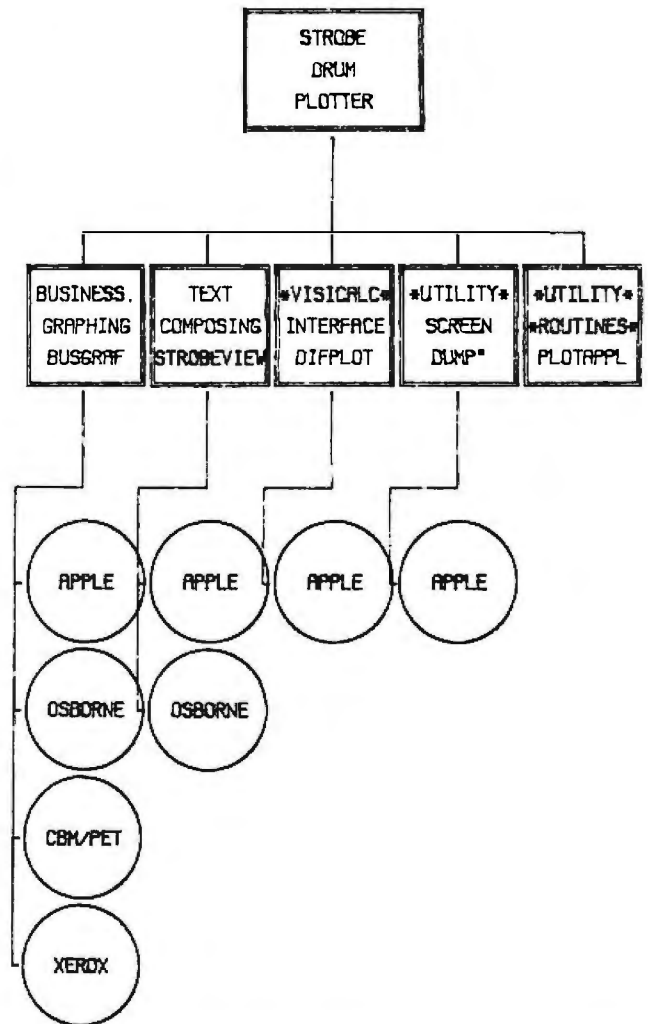 STROBE
DRUM
PLOTTER
BUSINESS.
GRAPHING
BUSGRAF
TEXT
COMPOSING
STROBEVIEW
*VISICALC*
INTERFACE
DIFPLOT
*UTILITY*
SCREEN
DUMP"
*UTILITY*
*ROUTINES*
PLOTAPPL
APPLE
APPLE
APPLE
APPLE
OSBORNE
OSBORNE
CBM/PET
XEROX